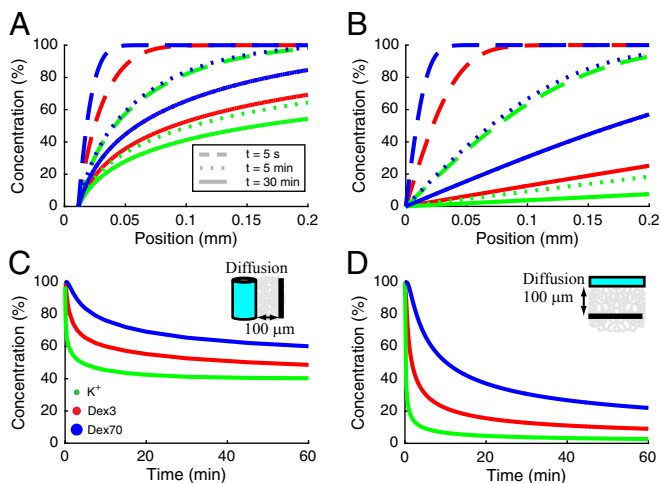 A
Concentration (%)
100
80
60
40
20
0
t = 5 s
t = 5 min
t = 30 min
0
0.05
0.1
0.15
0.2
Position (mm)
B
Concentration (%)
100
80
60
40
20
0
0
0.05
0.1
0.15
0.2
Position (mm)
C
Concentration (%)
100
80
60
40
20
0
Diffusion
100 μm
K+
Dex3
Dex70
0
20
40
60
Time (min)
D
Concentration (%)
100
80
60
40
20
0
Diffusion
100 μm
0
20
40
60
Time (min)